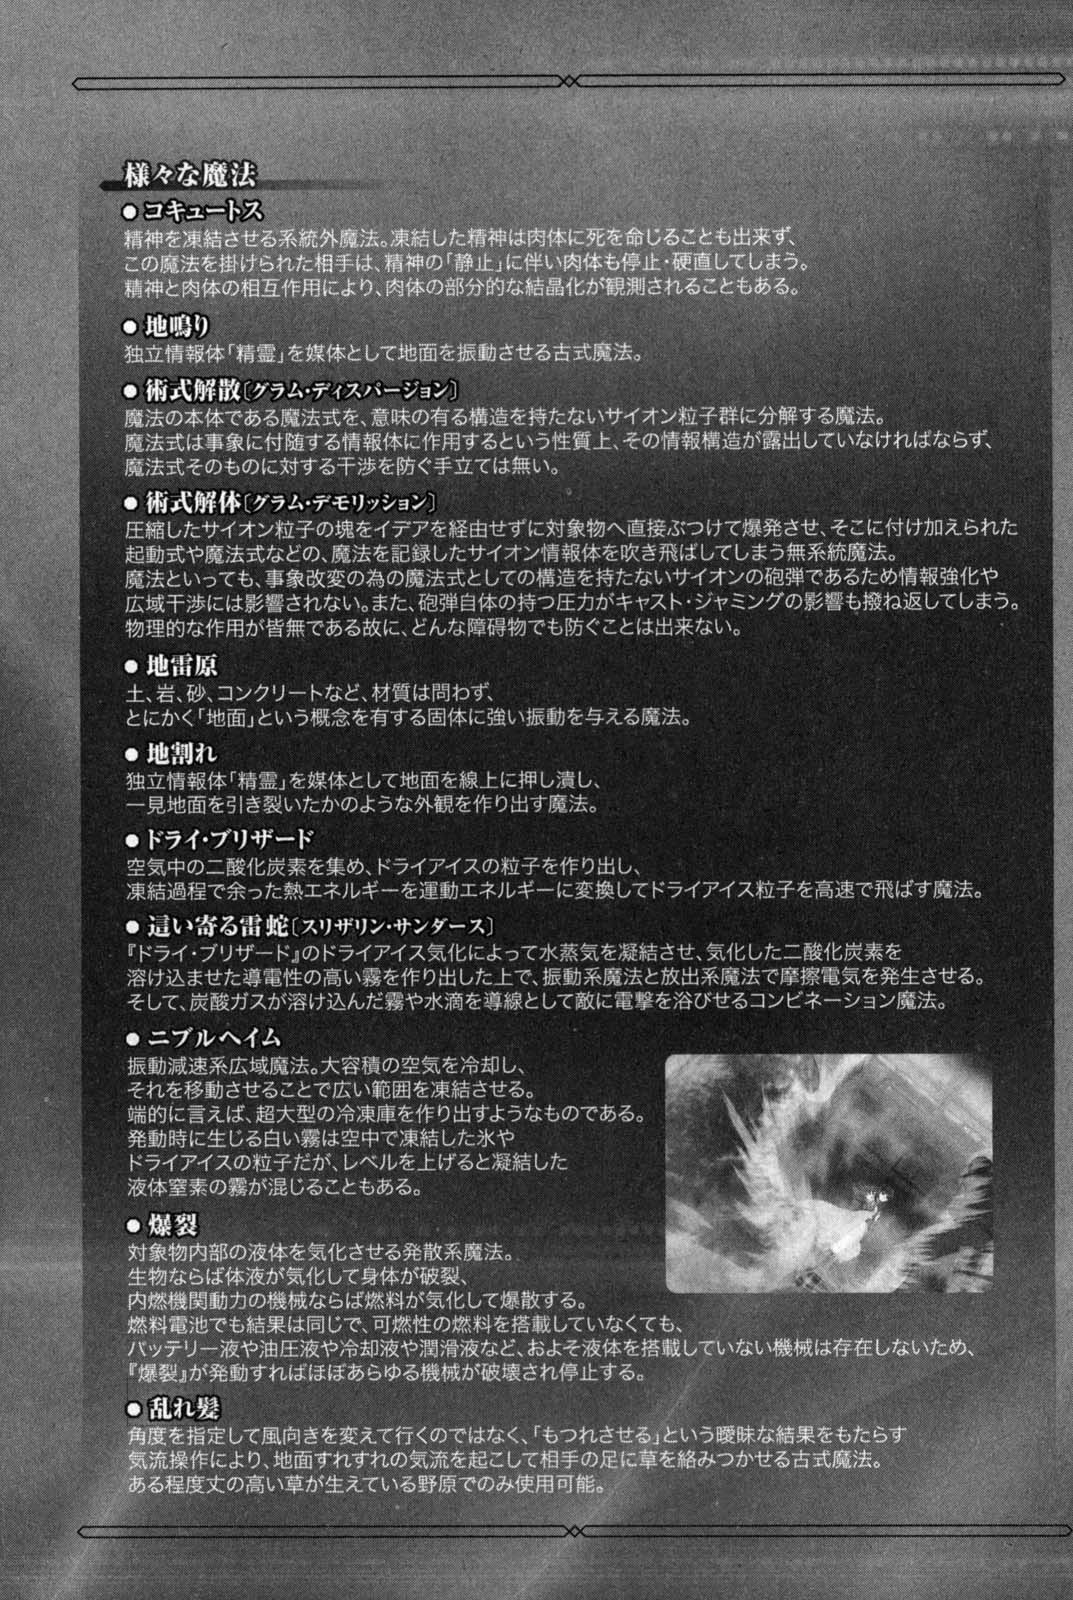 様々な魔法
● コキュートス
精神を凍結させる系統外魔法。凍結した精神は肉体に死を命じることも出来ず、
この魔法を掛けられた相手は、精神の「静止」に伴い肉体も停止・硬直してしまう。
精神と肉体の相互作用により、肉体の部分的な結晶化が観測されることもある。
● 地鳴り
独立情報体「精霊」を媒体として地面を振動させる古式魔法。
● 術式解散〔グラム・ディスパージョン〕
魔法の本体である魔法式を、意味の有る構造を持たないサイオン粒子群に分解する魔法。
魔法式は事象に付随する情報体に作用するという性質上、その情報構造が露出していなければならず、
魔法式そのものに対する干渉を防ぐ手立ては無い。
● 術式解体〔グラム・デモリッション〕
圧縮したサイオン粒子の塊をイデアを経由せずに対象物へ直接ぶつけて爆発させ、そこに付け加えられた
起動式や魔法式などの、魔法を記録したサイオン情報体を吹き飛ばしてしまう無系統魔法。
魔法といっても、事象改変の為の魔法式としての構造を持たないサイオンの砲弾であるため情報強化や
広域干渉には影響されない。また、砲弾自体の持つ圧力がキャスト・ジャミングの影響も撥ね返してしまう。
物理的な作用が皆無である故に、どんな障碍物でも防ぐことは出来ない。
● 地雷原
土、岩、砂、コンクリートなど、材質は問わず、
とにかく「地面」という概念を有する固体に強い振動を与える魔法。
● 地割れ
独立情報体「精霊」を媒体として地面を線上に押し潰し、
一見地面を引き裂いたかのような外観を作り出す魔法。
● ドライ・ブリザード
空気中の二酸化炭素を集め、ドライアイスの粒子を作り出し、
凍結過程で余った熱エネルギーを運動エネルギーに変換してドライアイス粒子を高速で飛ばす魔法。
● 這い寄る雷蛇〔スリザリン・サンダース〕
『ドライ・ブリザード』のドライアイス気化によって水蒸気を凝結させ、気化した二酸化炭素を
溶け込ませた導電性の高い霧を作り出した上で、振動系魔法と放出系魔法で摩擦電気を発生させる。
そして、炭酸ガスが溶け込んだ霧や水滴を導線として敵に電撃を浴びせるコンビネーション魔法。
● ニブルヘイム
振動減速系広域魔法。大容積の空気を冷却し、
それを移動させることで広い範囲を凍結させる。
端的に言えば、超大型の冷凍庫を作り出すようなものである。
発動時に生じる白い霧は空中で凍結した氷や
ドライアイスの粒子だが、レベルを上げると凝結した
液体窒素の霧が混じることもある。
● 爆裂
対象物内部の液体を気化させる発散系魔法。
生物ならば体液が気化して身体が破裂、
内燃機関動力の機械ならば燃料が気化して爆散する。
燃料電池でも結果は同じで、可燃性の燃料を搭載していなくても、
バッテリー液や油圧液や冷却液や潤滑液など、およそ液体を搭載していない機械は存在しないため、
『爆裂』が発動すればほぼあらゆる機械が破壊され停止する。
● 乱れ髪
角度を指定して風向きを変えて行くのではなく、「もつれさせる」という曖昧な結果をもたらす
気流操作により、地面すれすれの気流を起こして相手の足に草を絡みつかせる古式魔法。
ある程度丈の高い草が生えている野原でのみ使用可能。